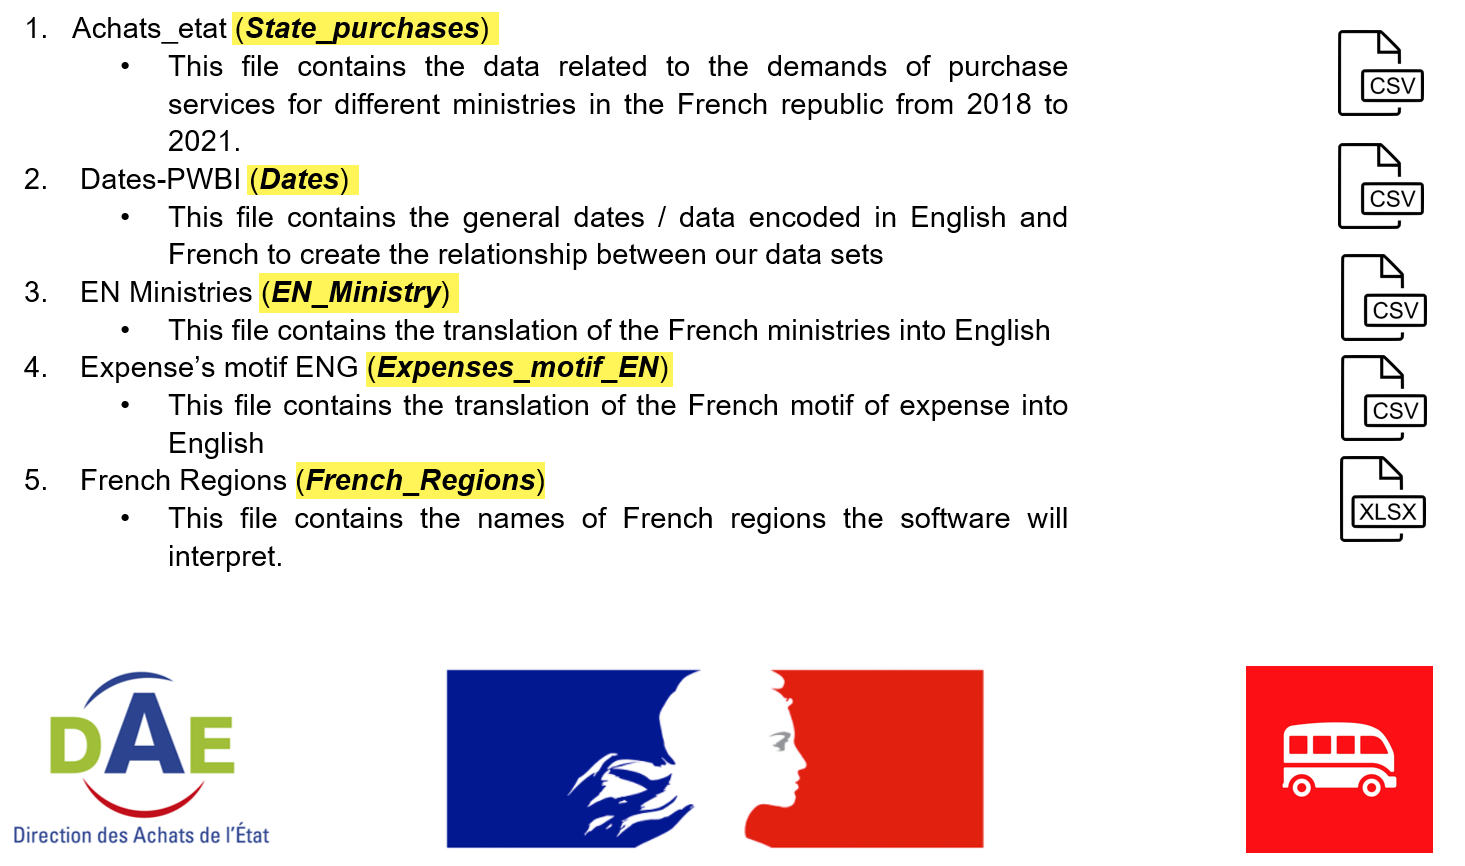 1. Achats_etat (State_purchases)
• This file contains the data related to the demands of purchase
services for different ministries in the French republic from 2018 to
2021.
2. Dates-PWBI (Dates)
• This file contains the general dates / data encoded in English and
French to create the relationship between our data sets
3. EN Ministries (EN_Ministry)
• This file contains the translation of the French ministries into English
4. Expense’s motif ENG (Expenses_motif_EN)
• This file contains the translation of the French motif of expense into
English
5. French Regions (French_Regions)
• This file contains the names of French regions the software will
interpret.
CSV
CSV
CSV
CSV
XLSX
DAE
Direction des Achats de l’État